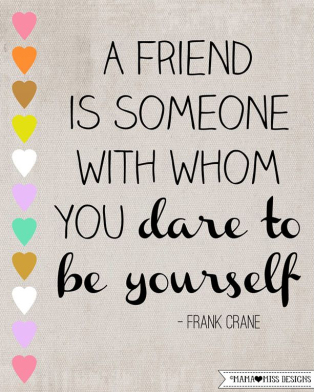 A FRIEND
IS SOMEONE
WITH WHOM
YOU dare to
be yourself
- FRANK CRANE
©MAMA♥MISS DESIGNS